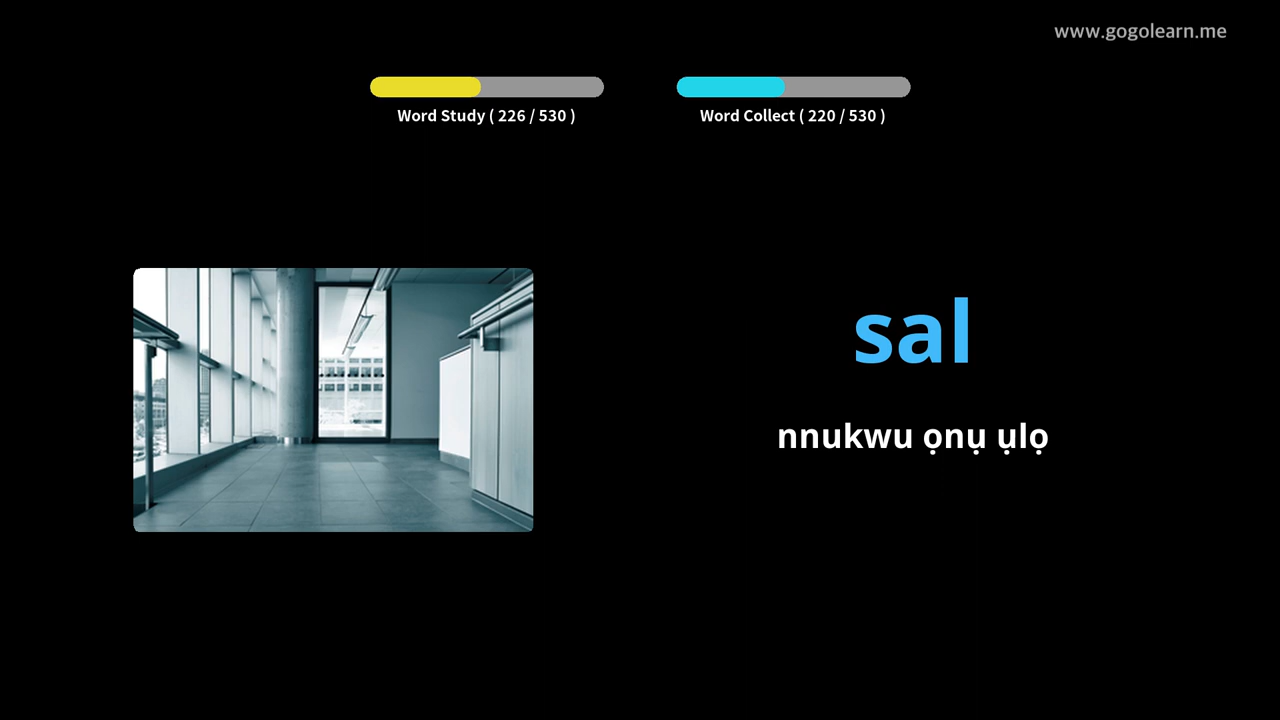 www.gogolearn.me
Word Study ( 226 / 530 )
Word Collect ( 220 / 530 )
sal
nnukwu ọnụ ụlọ